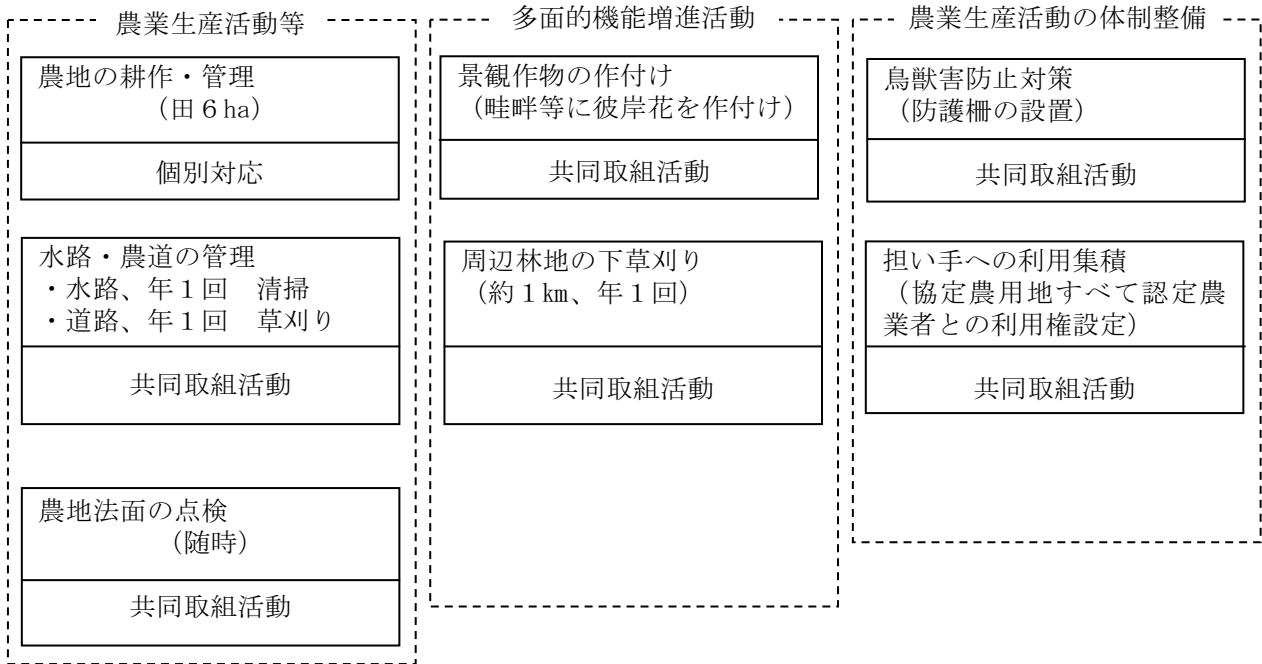 農業生産活動等
農地の耕作・管理
（田６ha）
個別対応
水路・農道の管理
・水路、年１回　清掃
・道路、年１回　草刈り
共同取組活動
農地法面の点検
（随時）
共同取組活動
多面的機能増進活動
景観作物の作付け
（畦畔等に彼岸花を作付け）
共同取組活動
周辺林地の下草刈り
（約１㎞、年１回）
共同取組活動
農業生産活動の体制整備
鳥獣害防止対策
（防護柵の設置）
共同取組活動
担い手への利用集積
（協定農用地すべて認定農
業者との利用権設定）
共同取組活動